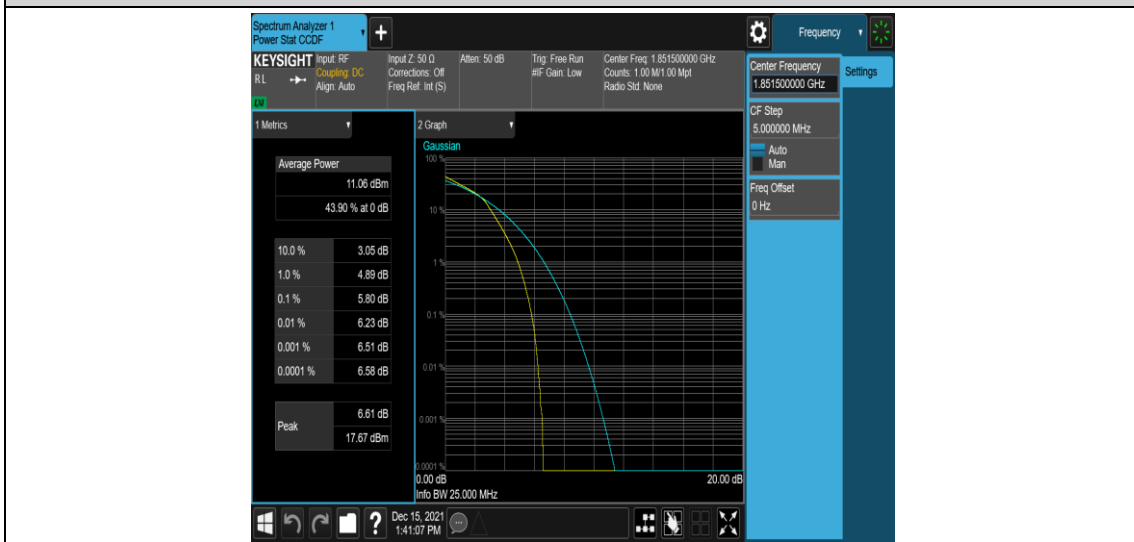 Spectrum Analyzer 1
Power Stat CCDF
+
Frequency
KEYSIGHT
RL
Input: RF
Coupling: DC
Align: Auto
Input Z: 50 Ω
Corrections: Off
Freq Ref: Int (S)
Atten: 50 dB
Trig: Free Run
#IF Gain: Low
Center Freq: 1.851500000 GHz
Counts: 1.00 M/1.00 Mpt
Radio Std: None
Center Frequency
1.851500000 GHz
Settings
CF Step
5.000000 MHz
Auto
Man
Freq Offset
0 Hz
1 Metrics
Average Power
11.06 dBm
43.90 % at 0 dB
10.0 % 3.05 dB
1.0 % 4.89 dB
0.1 % 5.80 dB
0.01 % 6.23 dB
0.001 % 6.51 dB
0.0001 % 6.58 dB
Peak
6.61 dB
17.67 dBm
2 Graph
Gaussian
100 %
10 %
1 %
0.1 %
0.01 %
0.001 %
0.0001 %
0.00 dB 20.00 dB
Info BW 25.000 MHz
?
Dec 15, 2021
1:41:07 PM